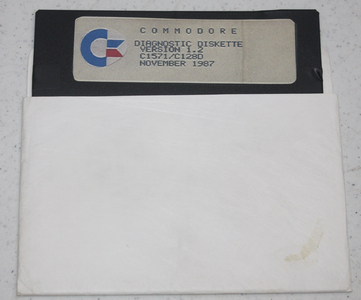 COMMODORE
DIAGNOSTIC DISKETTE
VERSION 1.2
C1571/C128D
NOVEMBER 1987